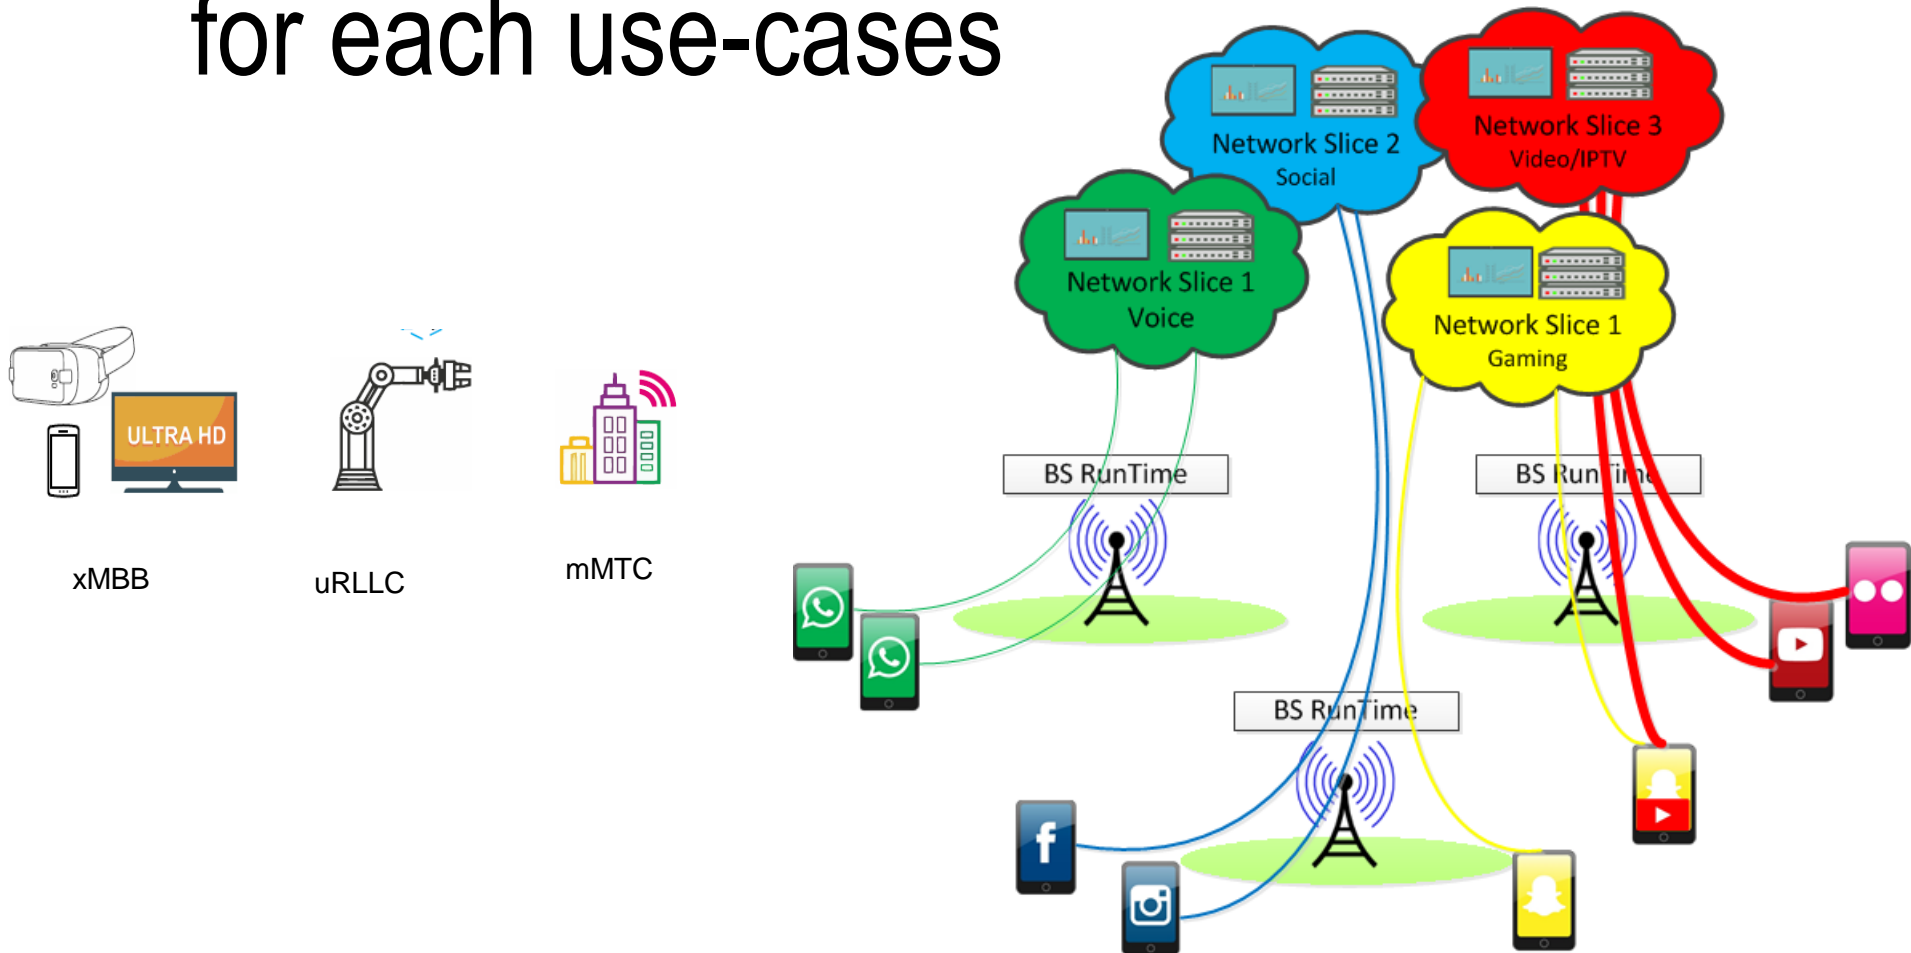 for each use-cases
Network Slice 2
Social
Network Slice 3
Video/IPTV
Network Slice 1
Voice
Network Slice 1
Gaming
ULTRA HD
xMBB
uRLLC
mMTC
BS RunTime
BS RunTime
BS RunTime
f